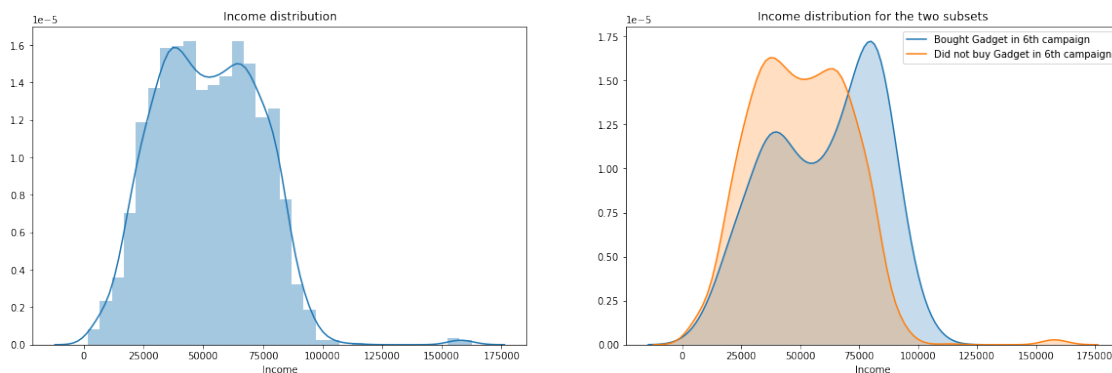 Income distribution
1e−5
1.6
1.4
1.2
1.0
0.8
0.6
0.4
0.2
0.0
0 25000 50000 75000 100000 125000 150000 175000
Income
Income distribution for the two subsets
1e−5
Bought Gadget in 6th campaign
Did not buy Gadget in 6th campaign
1.75
1.50
1.25
1.00
0.75
0.50
0.25
0.00
0 25000 50000 75000 100000 125000 150000 175000
Income